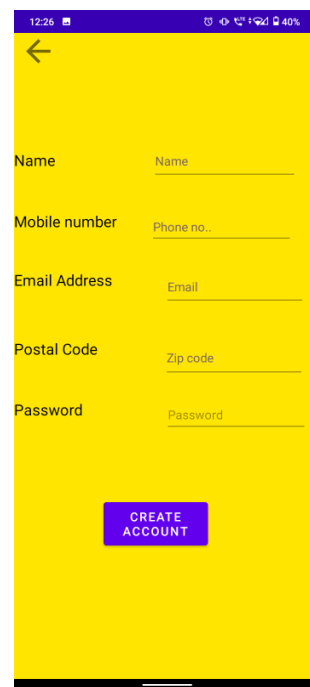 12:26 40%
Name Name
Mobile number Phone no..
Email Address Email
Postal Code Zip code
Password Password
CREATE
ACCOUNT